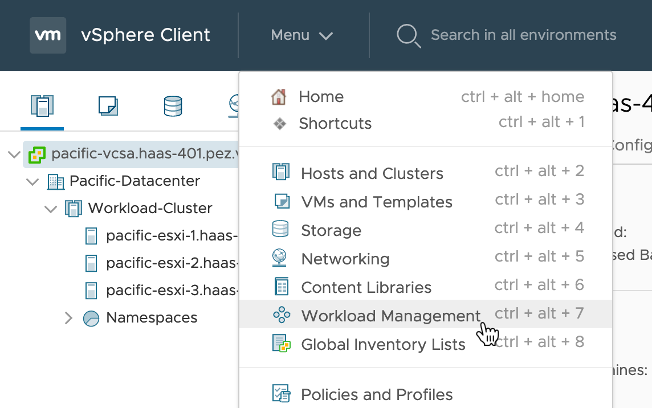 vm vSphere Client Menu Search in all environments
Home ctrl + alt + home
Shortcuts ctrl + alt + 1
Hosts and Clusters ctrl + alt + 2
VMs and Templates ctrl + alt + 3
Storage ctrl + alt + 4
Networking ctrl + alt + 5
Content Libraries ctrl + alt + 6
Workload Management ctrl + alt + 7
Global Inventory Lists ctrl + alt + 8
Policies and Profiles
pacific-vcsa.haas-401.pez.
Pacific-Datacenter
Workload-Cluster
pacific-esxi-1.haas-
pacific-esxi-2.haas-
pacific-esxi-3.haas-
Namespaces
as-4
onfig
d:
sed Ba
ines: